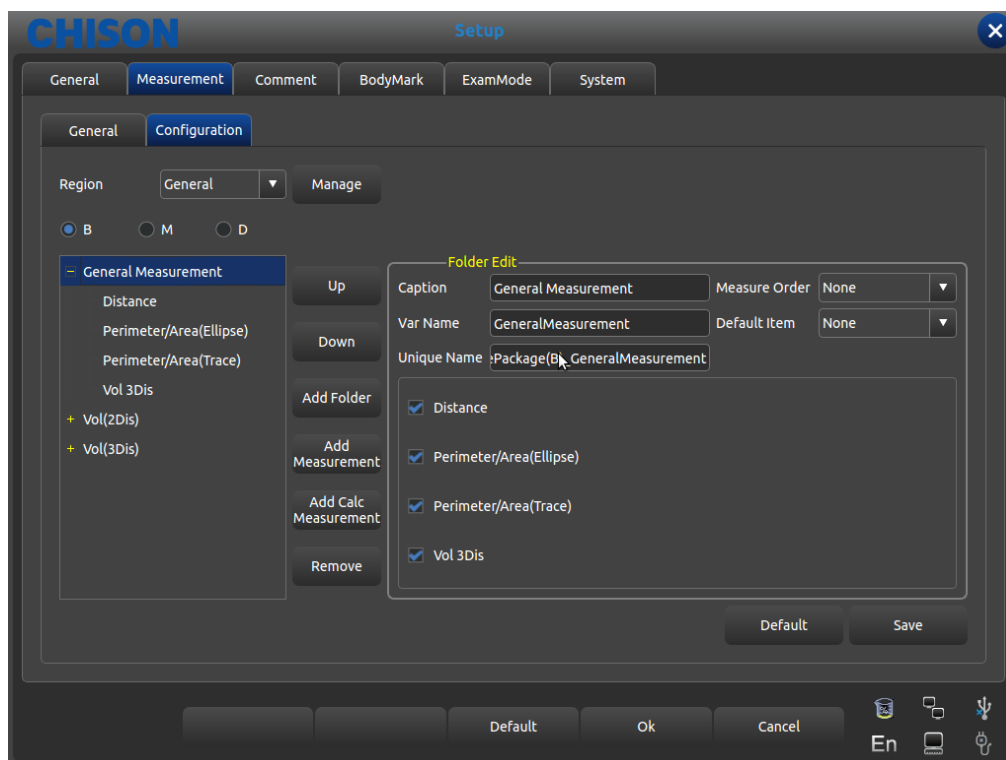 CHISON
Setup
General Measurement Comment BodyMark ExamMode System
General Configuration
Region General Manage
B M D
General Measurement
Distance
Perimeter/Area(Ellipse)
Perimeter/Area(Trace)
Vol 3Dis
+ Vol(2Dis)
+ Vol(3Dis)
Up
Down
Add Folder
Add
Measurement
Add Calc
Measurement
Remove
Folder Edit
Caption General Measurement Measure Order None
Var Name GeneralMeasurement Default Item None
Unique Name Package(B)_GeneralMeasurement
Distance
Perimeter/Area(Ellipse)
Perimeter/Area(Trace)
Vol 3Dis
Default Save
Default Ok Cancel
En